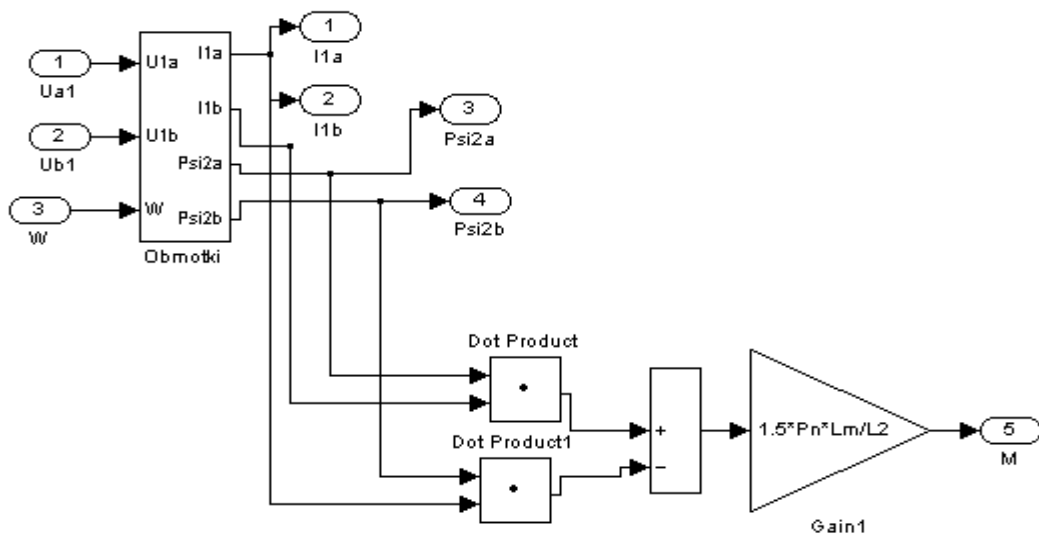 1
Ua1
2
Ub1
3
W
U1a
U1b
W
I1a
I1b
Psi2a
Psi2b
Obmotki
1
I1a
2
I1b
3
Psi2a
4
Psi2b
Dot Product
Dot Product1
+
−
1.5*Pn*Lm/L2
Gain1
5
M